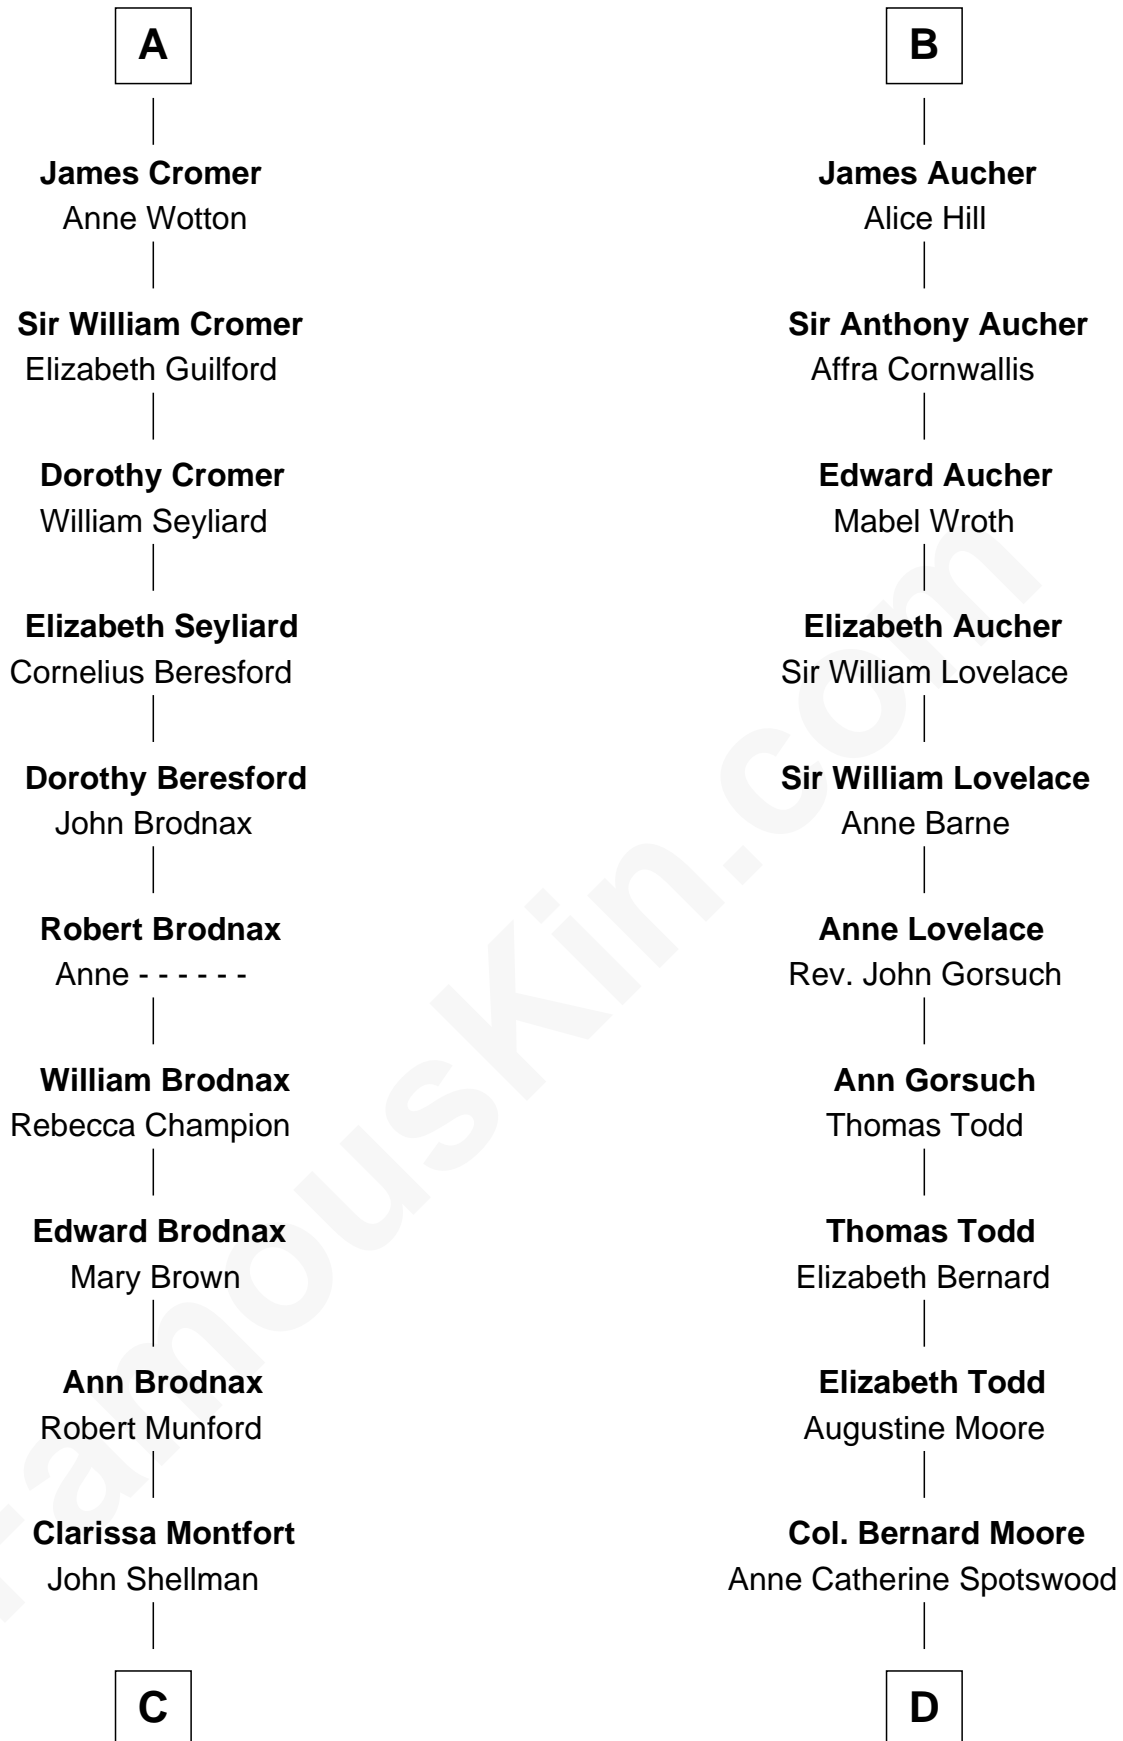 A
James Cromer
Anne Wotton
Sir William Cromer
Elizabeth Guilford
Dorothy Cromer
William Seyliard
Elizabeth Seyliard
Cornelius Beresford
Dorothy Beresford
John Brodnax
Robert Brodnax
Anne - - - - - -
William Brodnax
Rebecca Champion
Edward Brodnax
Mary Brown
Ann Brodnax
Robert Munford
Clarissa Montfort
John Shellman
C
B
James Aucher
Alice Hill
Sir Anthony Aucher
Affra Cornwallis
Edward Aucher
Mabel Wroth
Elizabeth Aucher
Sir William Lovelace
Sir William Lovelace
Anne Barne
Anne Lovelace
Rev. John Gorsuch
Ann Gorsuch
Thomas Todd
Thomas Todd
Elizabeth Bernard
Elizabeth Todd
Augustine Moore
Col. Bernard Moore
Anne Catherine Spotswood
D
FamousKin.com